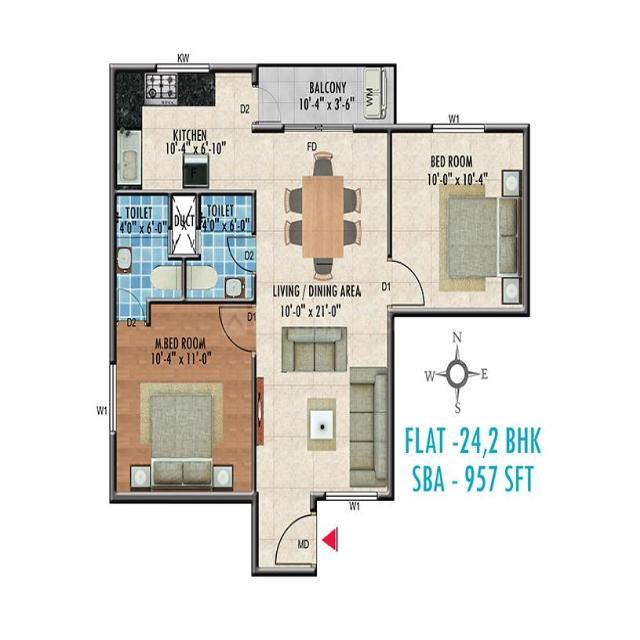 KW
BALCONY
10'-4" x 3'-6"
WM
D2
KITCHEN
10'-4" x 6'-10"
F
FD
W1
BED ROOM
10'-0" x 10'-4"
TOILET
4'0" x 6'-0"
DUCT
TOILET
4'0" x 6'-0"
D2
D1
LIVING / DINING AREA
10'-0" x 21'-0"
D2
D1
M.BED ROOM
10'-4" x 11'-0"
W1
N
W E
S
FLAT -24,2 BHK
SBA - 957 SFT
W1
MD